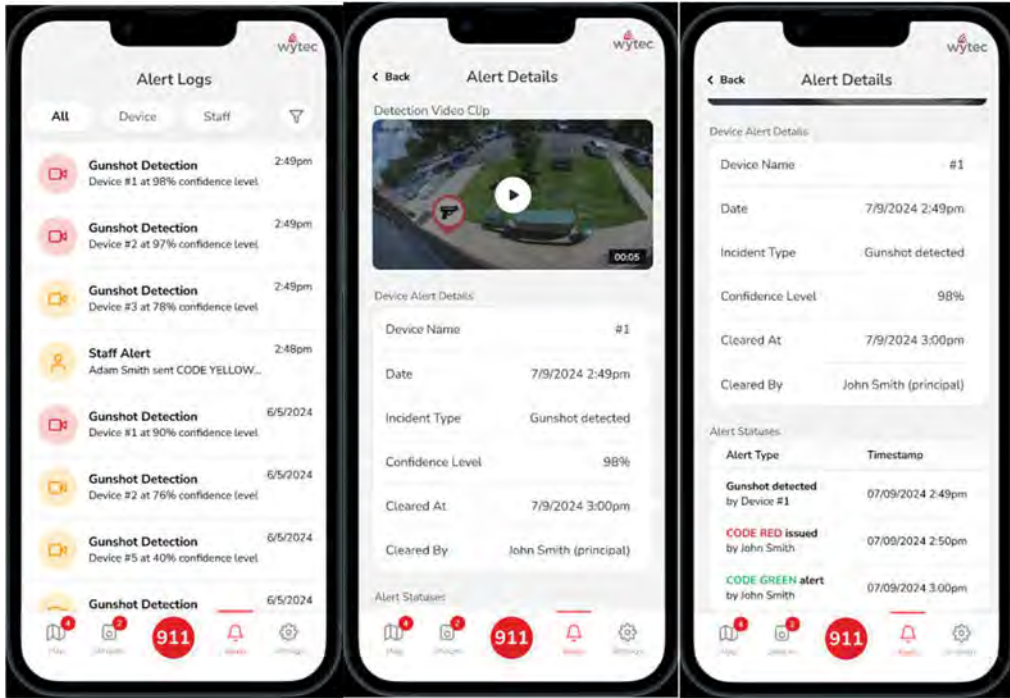 wytec
Alert Logs
All
Device
Staff
Gunshot Detection
2:49pm
Device #1 at 98% confidence level
Gunshot Detection
2:49pm
Device #2 at 97% confidence level
Gunshot Detection
2:49pm
Device #3 at 78% confidence level
Staff Alert
2:48pm
Adam Smith sent CODE YELLOW...
Gunshot Detection
6/5/2024
Device #1 at 90% confidence level
Gunshot Detection
6/5/2024
Device #2 at 76% confidence level
Gunshot Detection
6/5/2024
Device #5 at 40% confidence level
Gunshot Detection
6/5/2024
4
2
911
Map
wytec
Back
Alert Details
Detection Video Clip
00:05
Device Alert Details
Device Name
#1
Date
7/9/2024 2:49pm
Incident Type
Gunshot detected
Confidence Level
98%
Cleared At
7/9/2024 3:00pm
Cleared By
John Smith (principal)
Alert Statuses
4
2
911
wytec
Back
Alert Details
Device Alert Details
Device Name
#1
Date
7/9/2024 2:49pm
Incident Type
Gunshot detected
Confidence Level
98%
Cleared At
7/9/2024 3:00pm
Cleared By
John Smith (principal)
Alert Statuses
Alert Type
Timestamp
Gunshot detected
by Device #1
07/09/2024 2:49pm
CODE RED issued
by John Smith
07/09/2024 2:50pm
CODE GREEN alert
by John Smith
07/09/2024 3:00pm
4
911